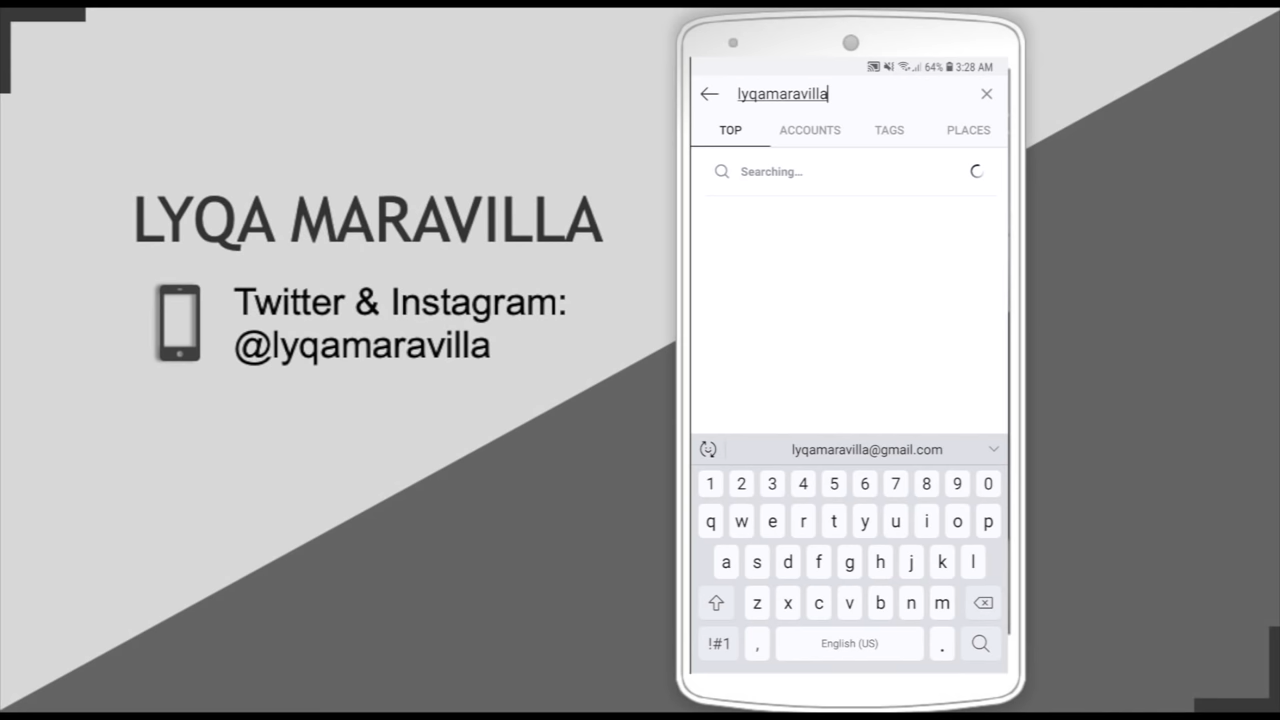 LYQA MARAVILLA
Twitter & Instagram:
@lyqamaravilla
64% 3:28 AM
lyqamaravilla
TOP ACCOUNTS TAGS PLACES
Searching...
lyqamaravilla@gmail.com
1 2 3 4 5 6 7 8 9 0
q w e r t y u i o p
a s d f g h j k l
z x c v b n m
!#1 , English (US) .